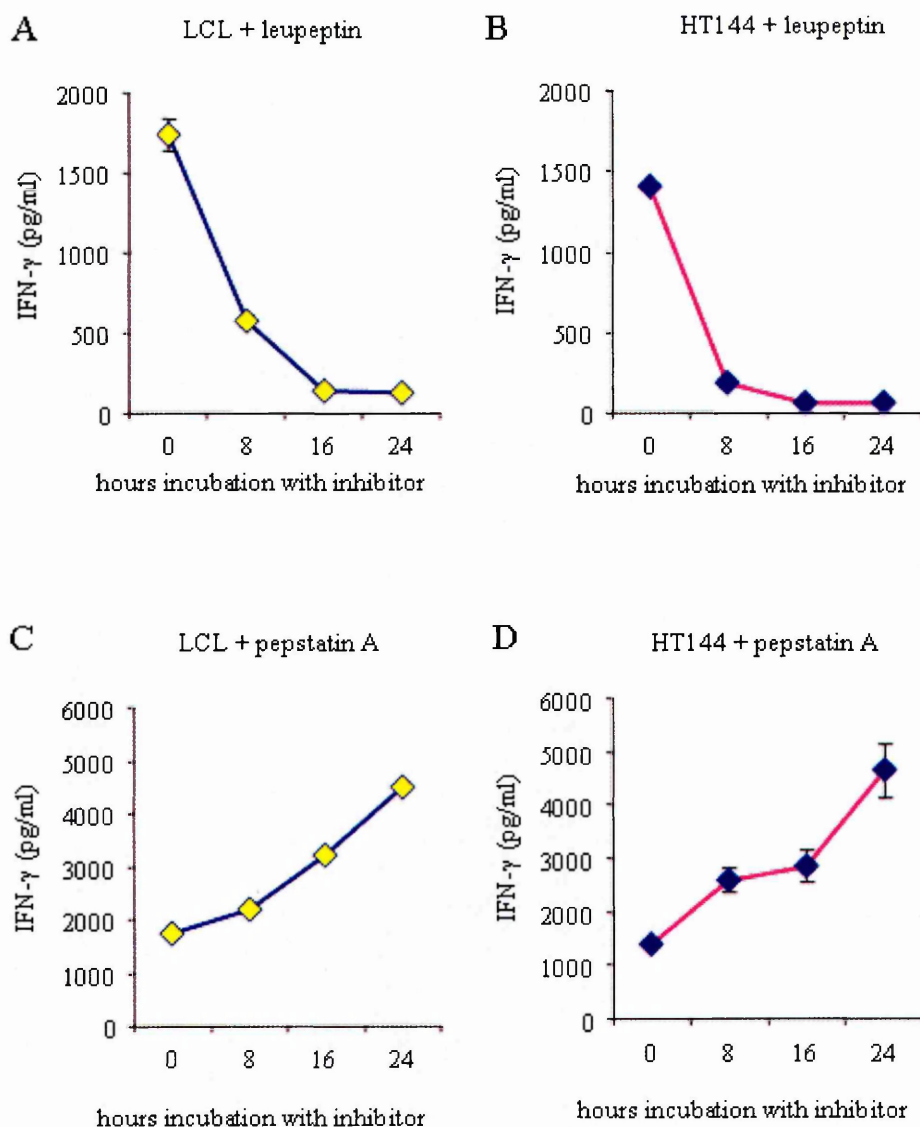 A
LCL + leupeptin
2000
1500
1000
500
0
IFN-γ (pg/ml)
0 8 16 24
hours incubation with inhibitor
B
HT144 + leupeptin
2000
1500
1000
500
0
IFN-γ (pg/ml)
0 8 16 24
hours incubation with inhibitor
C
LCL + pepstatin A
6000
5000
4000
3000
2000
1000
0
IFN-γ (pg/ml)
0 8 16 24
hours incubation with inhibitor
D
HT144 + pepstatin A
6000
5000
4000
3000
2000
1000
0
IFN-γ (pg/ml)
0 8 16 24
hours incubation with inhibitor